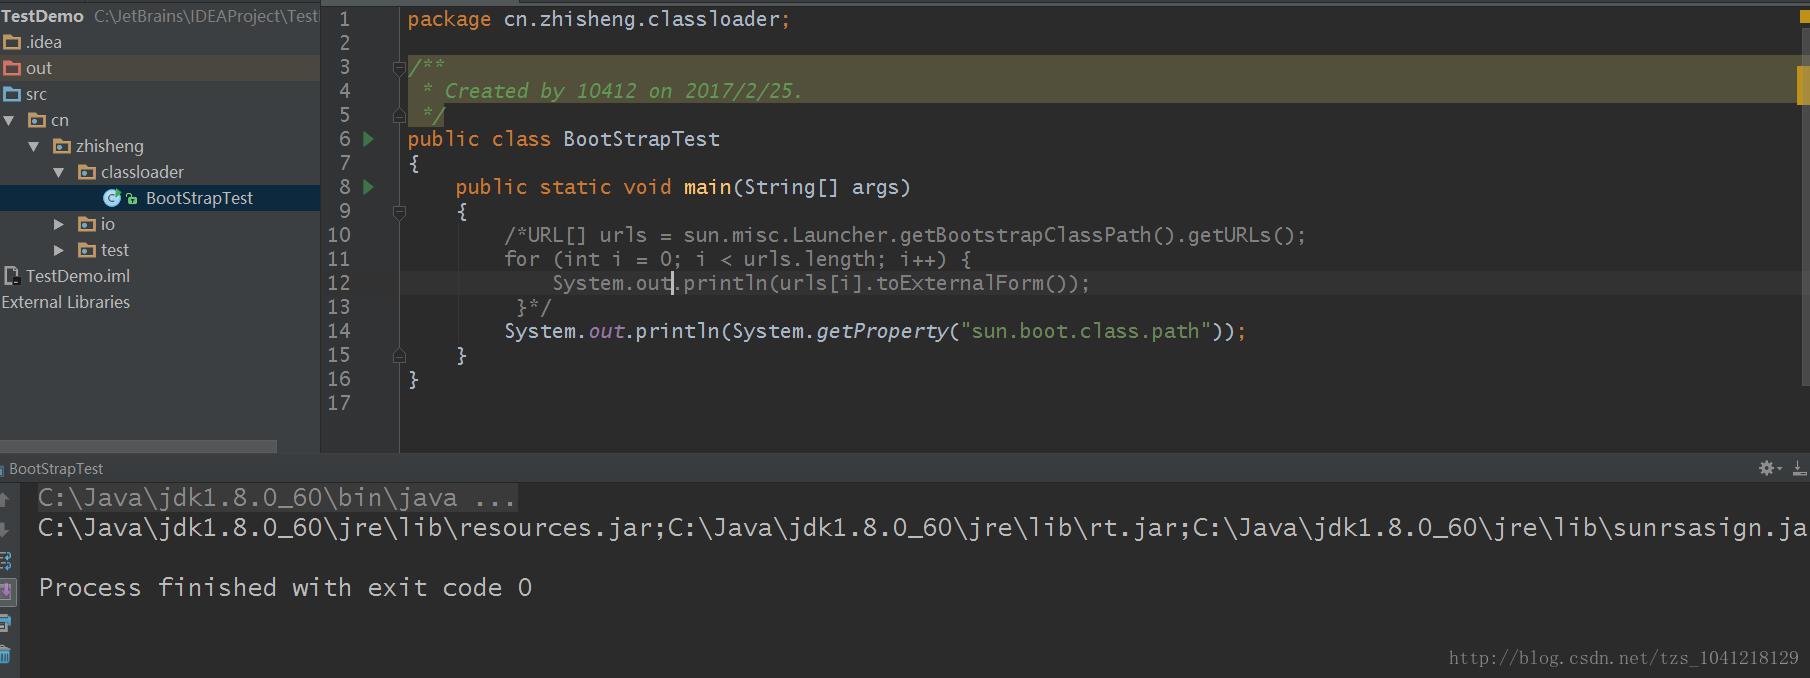 TestDemo C:\JetBrains\IDEAProject\Test
.idea
out
src
cn
zhisheng
classloader
BootStrapTest
io
test
TestDemo.iml
External Libraries
1 package cn.zhisheng.classloader;
2
3 /**
4 * Created by 10412 on 2017/2/25.
5 */
6 public class BootStrapTest
7 {
8 public static void main(String[] args)
9 {
10 /*URL[] urls = sun.misc.Launcher.getBootstrapClassPath().getURLs();
11 for (int i = 0; i < urls.length; i++) {
12 System.out.println(urls[i].toExternalForm());
13 }*/
14 System.out.println(System.getProperty("sun.boot.class.path"));
15 }
16 }
17
BootStrapTest
C:\Java\jdk1.8.0_60\bin\java ...
C:\Java\jdk1.8.0_60\jre\lib\resources.jar;C:\Java\jdk1.8.0_60\jre\lib\rt.jar;C:\Java\jdk1.8.0_60\jre\lib\sunrsasign.ja
Process finished with exit code 0
http://blog.csdn.net/tzs_1041218129